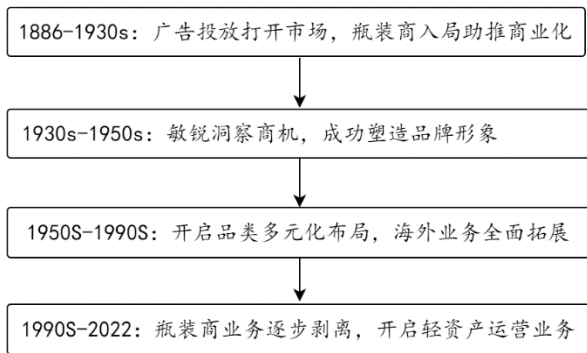 1886-1930s：广告投放打开市场，瓶装商入局助推商业化
1930s-1950s：敏锐洞察商机，成功塑造品牌形象
1950S-1990S：开启品类多元化布局，海外业务全面拓展
1990S-2022：瓶装商业务逐步剥离，开启轻资产运营业务